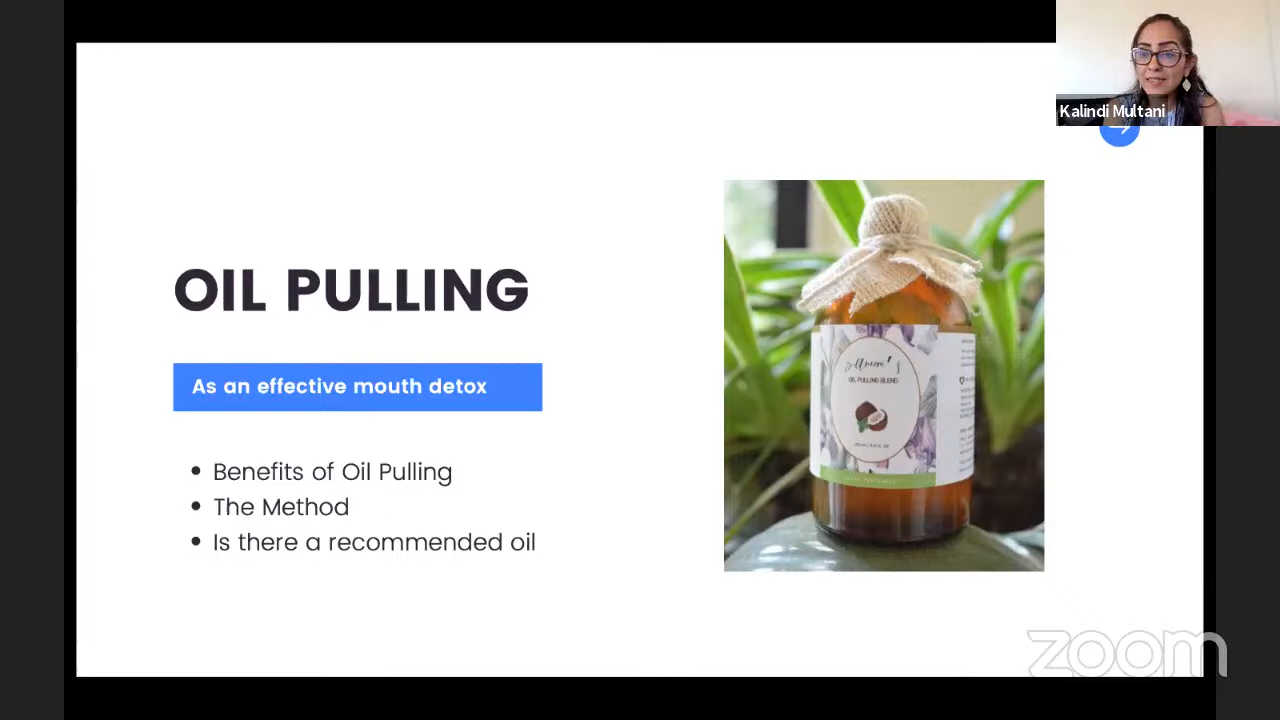 Kalindi Multani
OIL PULLING
As an effective mouth detox
• Benefits of Oil Pulling
• The Method
• Is there a recommended oil
OIL PULLING BLEND
zoom